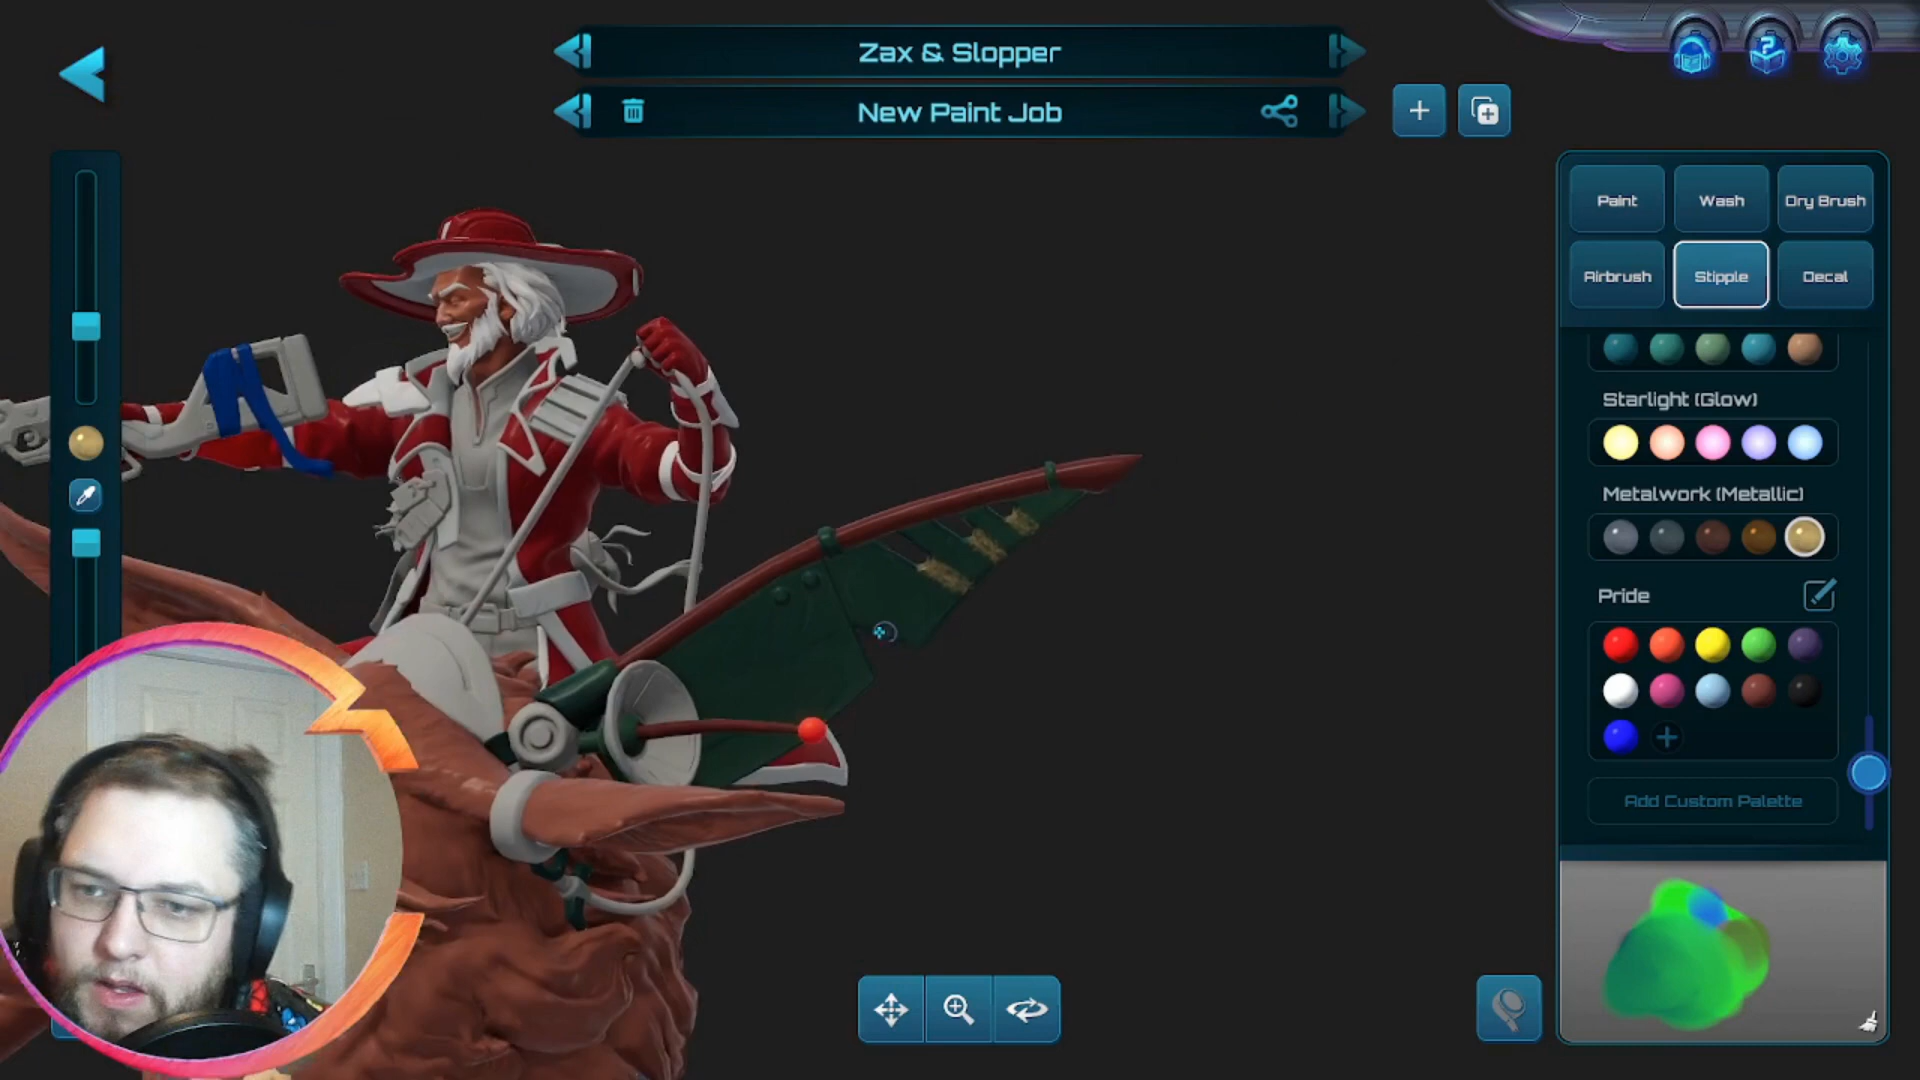 Zax & Slopper
New Paint Job
Paint
Wash
Dry Brush
Airbrush
Stipple
Decal
Starlight (Glow)
Metalwork (Metallic)
Pride
Add Custom Palette